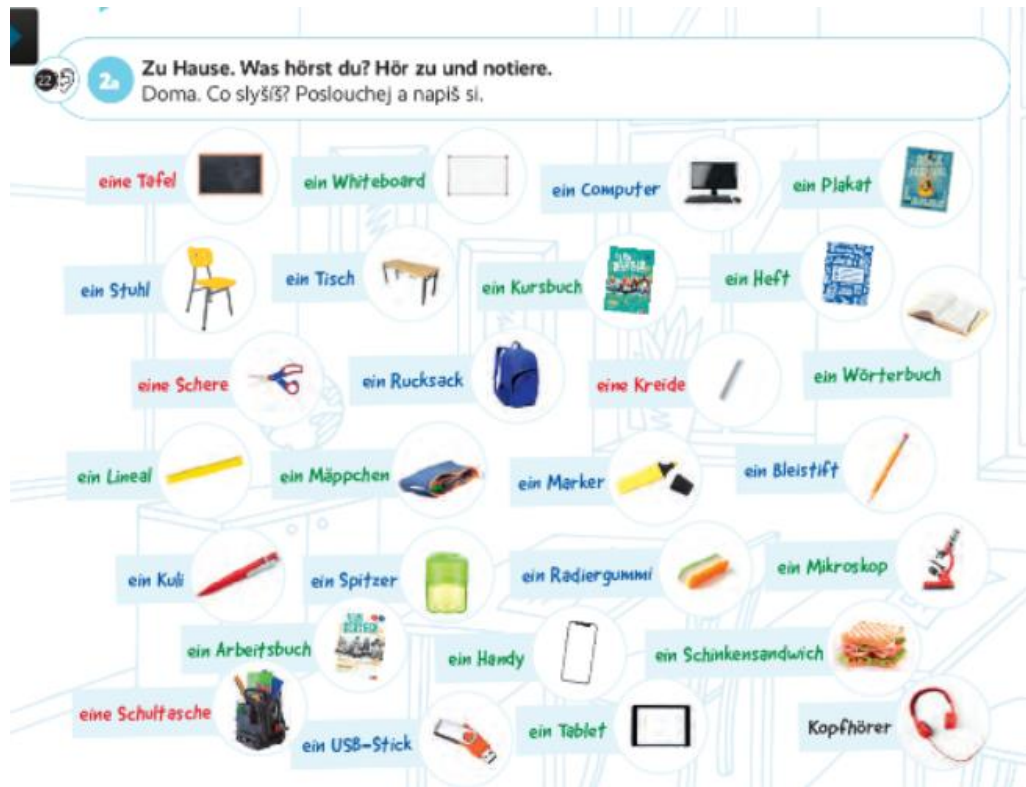 22
2a
Zu Hause. Was hörst du? Hör zu und notiere.
Doma. Co slyšíš? Poslouchej a napiš si.
eine Tafel
ein Whiteboard
ein Computer
ein Plakat
ein Stuhl
ein Tisch
ein Kursbuch
ein Heft
eine Schere
ein Rucksack
eine Kreide
ein Wörterbuch
ein Lineal
ein Mäppchen
ein Marker
ein Bleistift
ein Kuli
ein Spitzer
ein Radiergummi
ein Mikroskop
ein Arbeitsbuch
ein Handy
ein Schinkensandwich
eine Schultasche
ein USB-Stick
ein Tablet
Kopfhörer